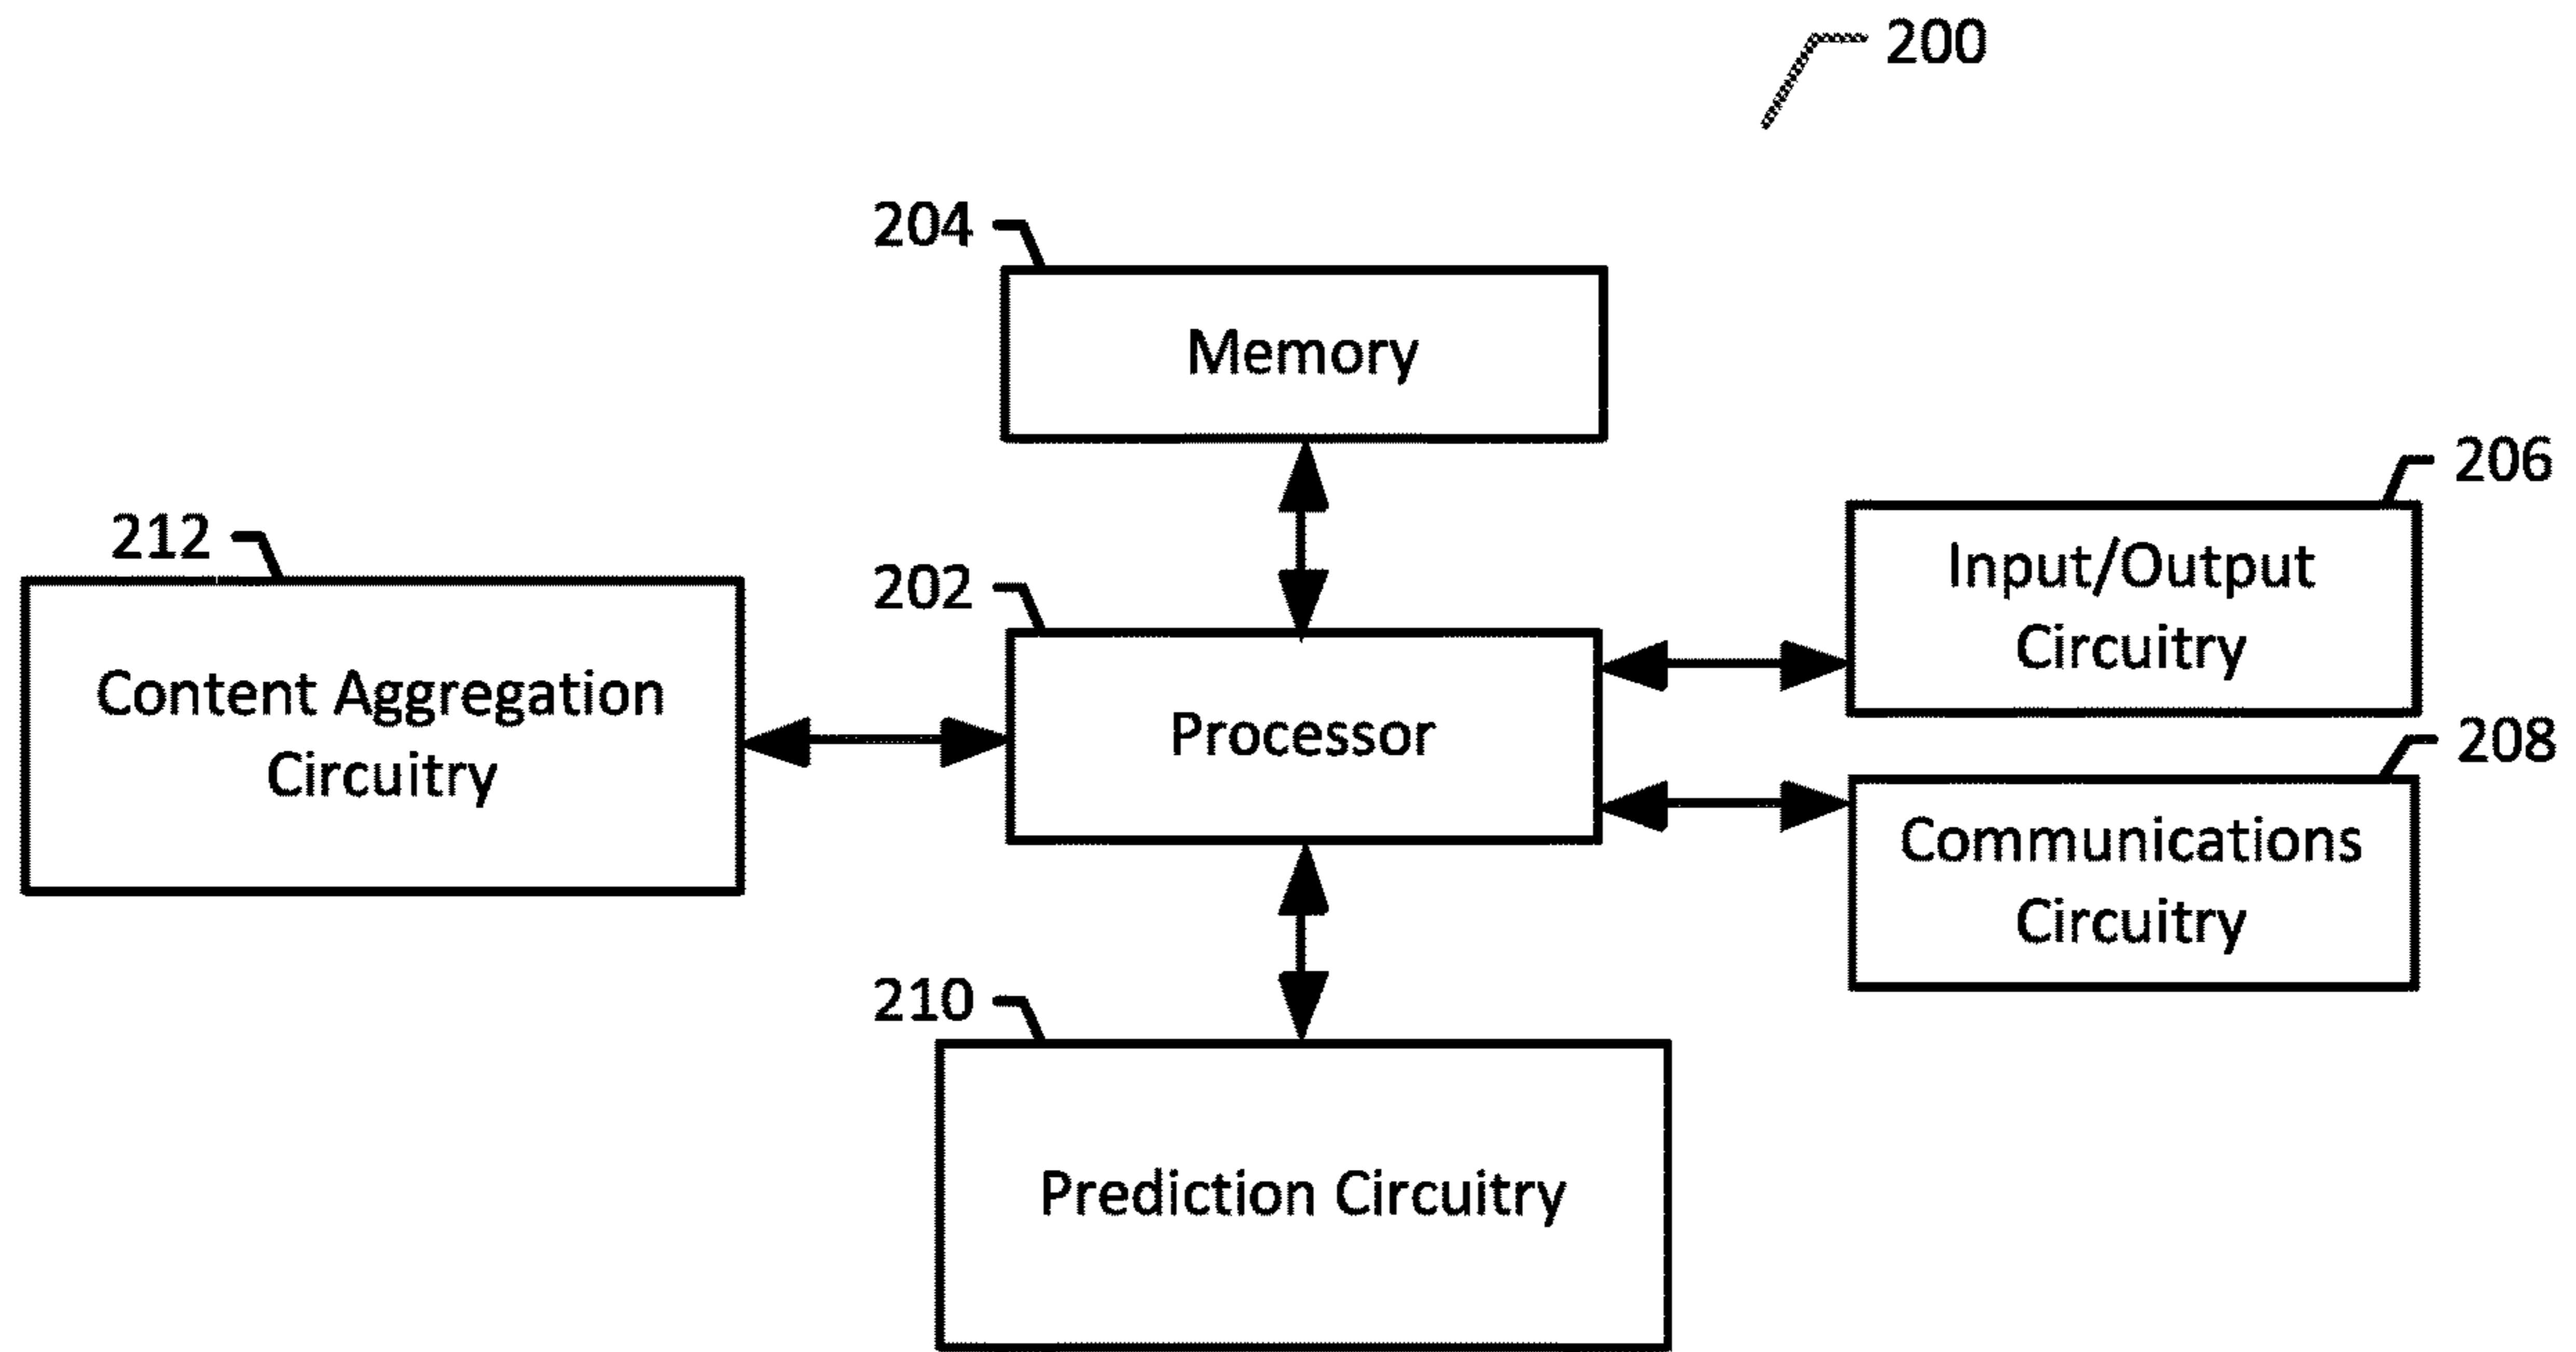 200
204
Memory
206
Input/Output
Circuitry
212
Content Aggregation
Circuitry
202
Processor
208
Communications
Circuitry
210
Prediction Circuitry